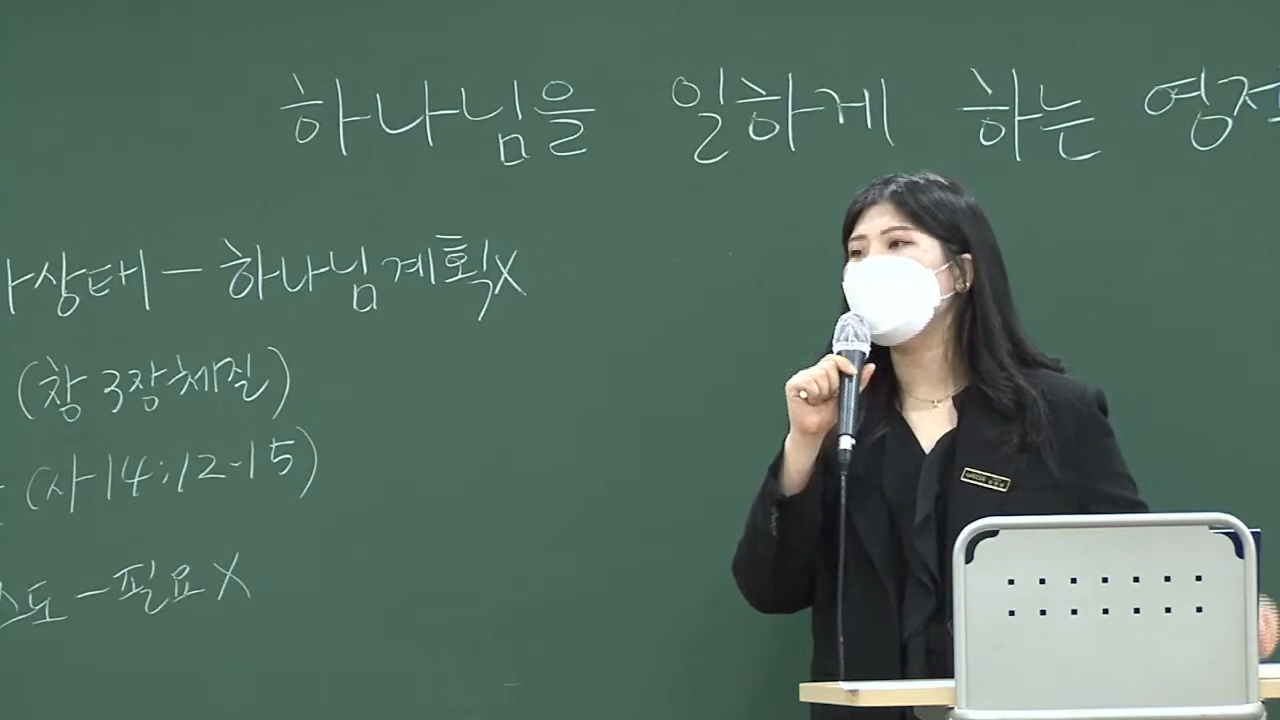 하나님을 일하게 하는 영적
상태 - 하나님계획X
(창3장체질)
(사14:12-15)
스도 - 필요X